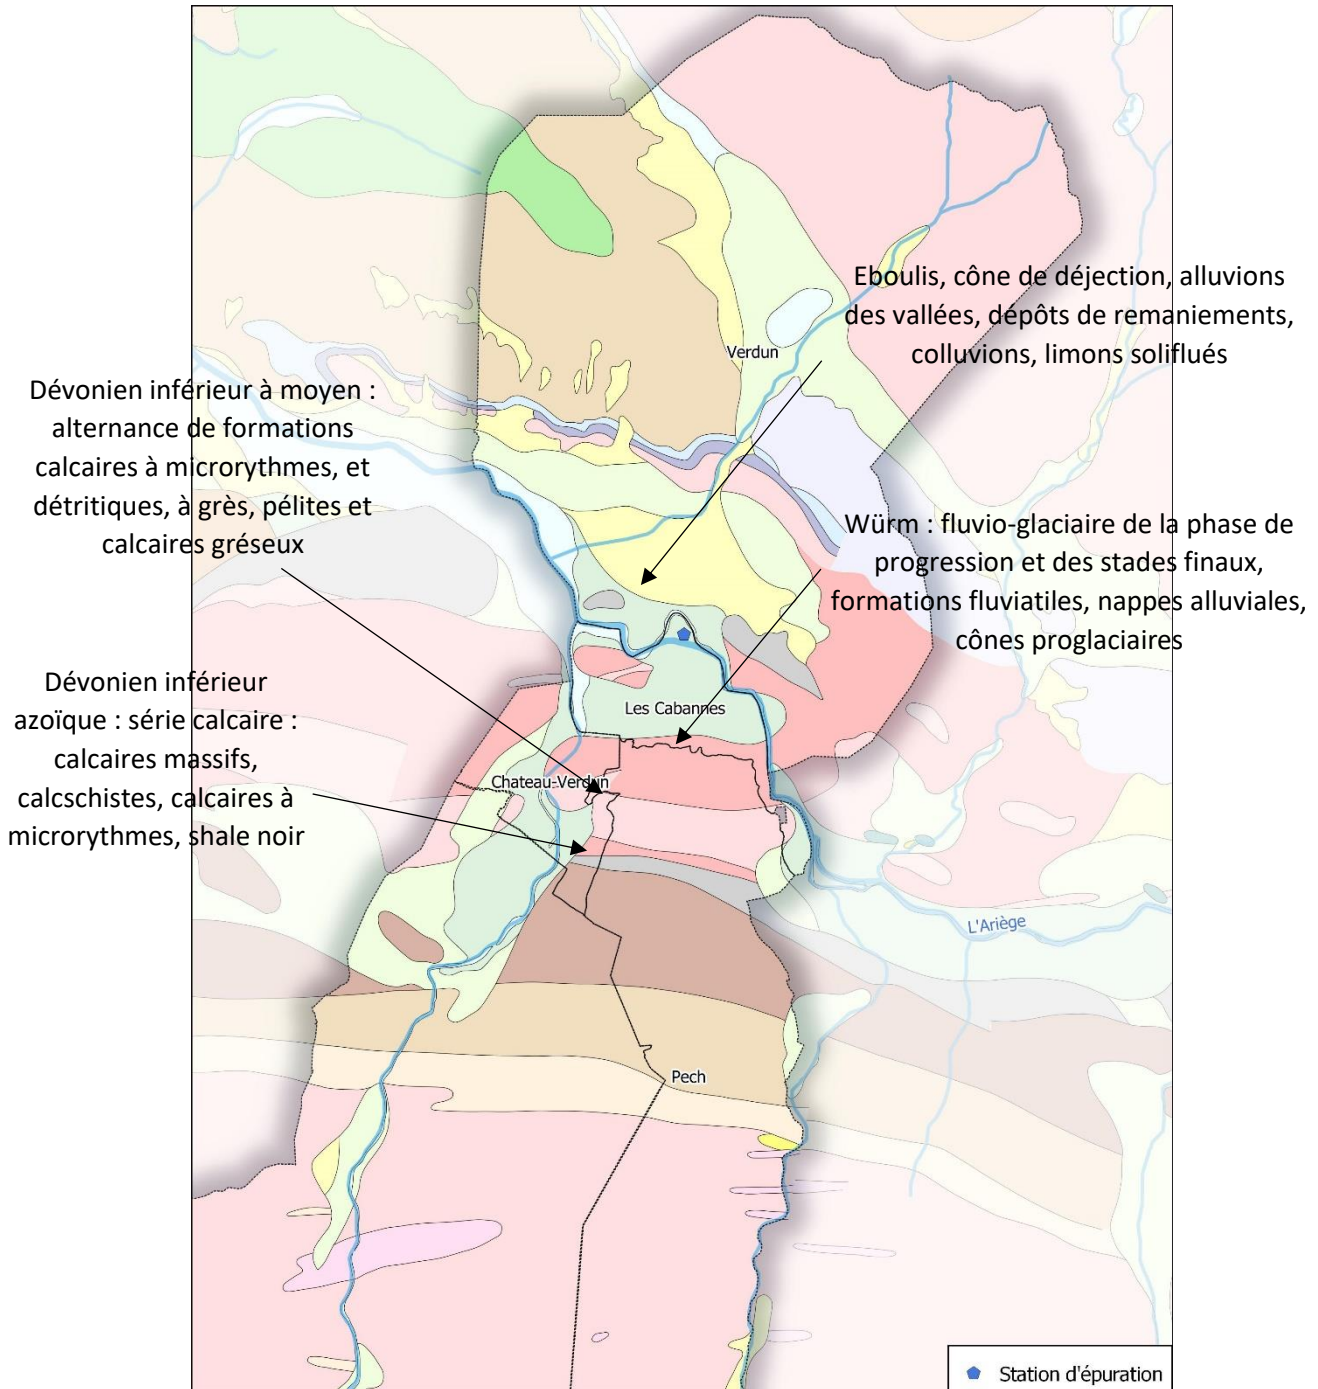 Eboulis, cône de déjection, alluvions
des vallées, dépôts de remaniements,
colluvions, limons soliflués
Verdun
Dévonien inférieur à moyen :
alternance de formations
calcaires à microrythmes, et
détritiques, à grès, pélites et
calcaires gréseux
Würm : fluvio-glaciaire de la phase de
progression et des stades finaux,
formations fluviatiles, nappes alluviales,
cônes proglaciaires
Dévonien inférieur
azoïque : série calcaire :
calcaires massifs,
calcschistes, calcaires à
microrythmes, shale noir
Les Cabannes
Chateau-Verdun
L'Ariège
Pech
Station d'épuration